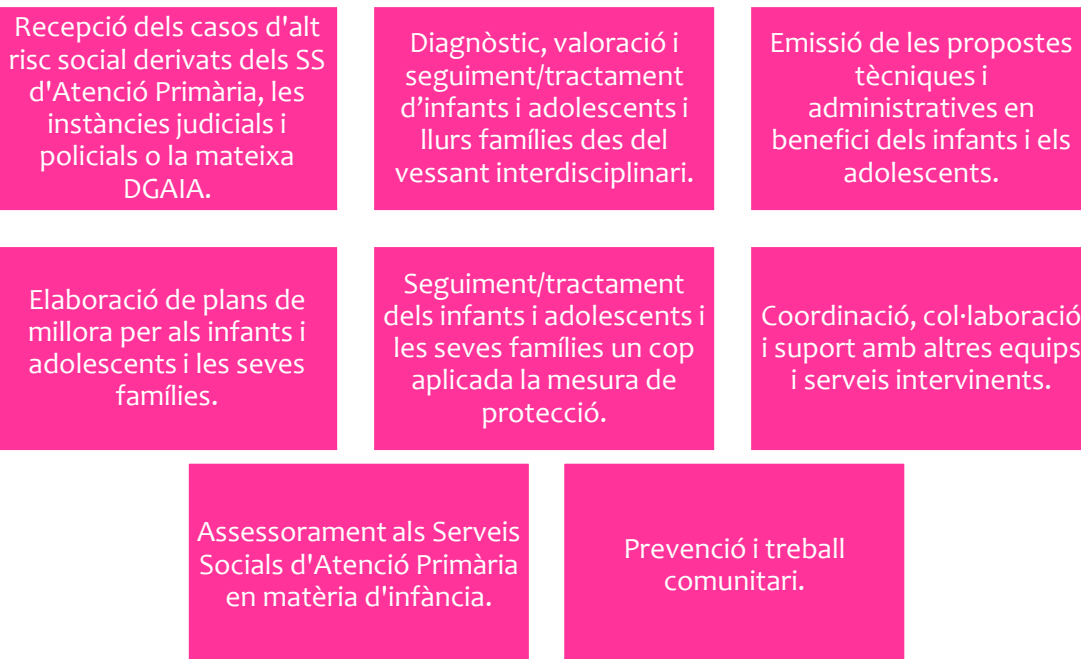 Recepció dels casos d'alt
risc social derivats dels SS
d'Atenció Primària, les
instàncies judicials i
policials o la mateixa
DGAIA.
Diagnòstic, valoració i
seguiment/tractament
d’infants i adolescents i
llurs famílies des del
vessant interdisciplinari.
Emissió de les propostes
tècniques i
administratives en
benefici dels infants i els
adolescents.
Elaboració de plans de
millora per als infants i
adolescents i les seves
famílies.
Seguiment/tractament
dels infants i adolescents i
les seves famílies un cop
aplicada la mesura de
protecció.
Coordinació, col·laboració
i suport amb altres equips
i serveis intervinents.
Assessorament als Serveis
Socials d'Atenció Primària
en matèria d'infància.
Prevenció i treball
comunitari.